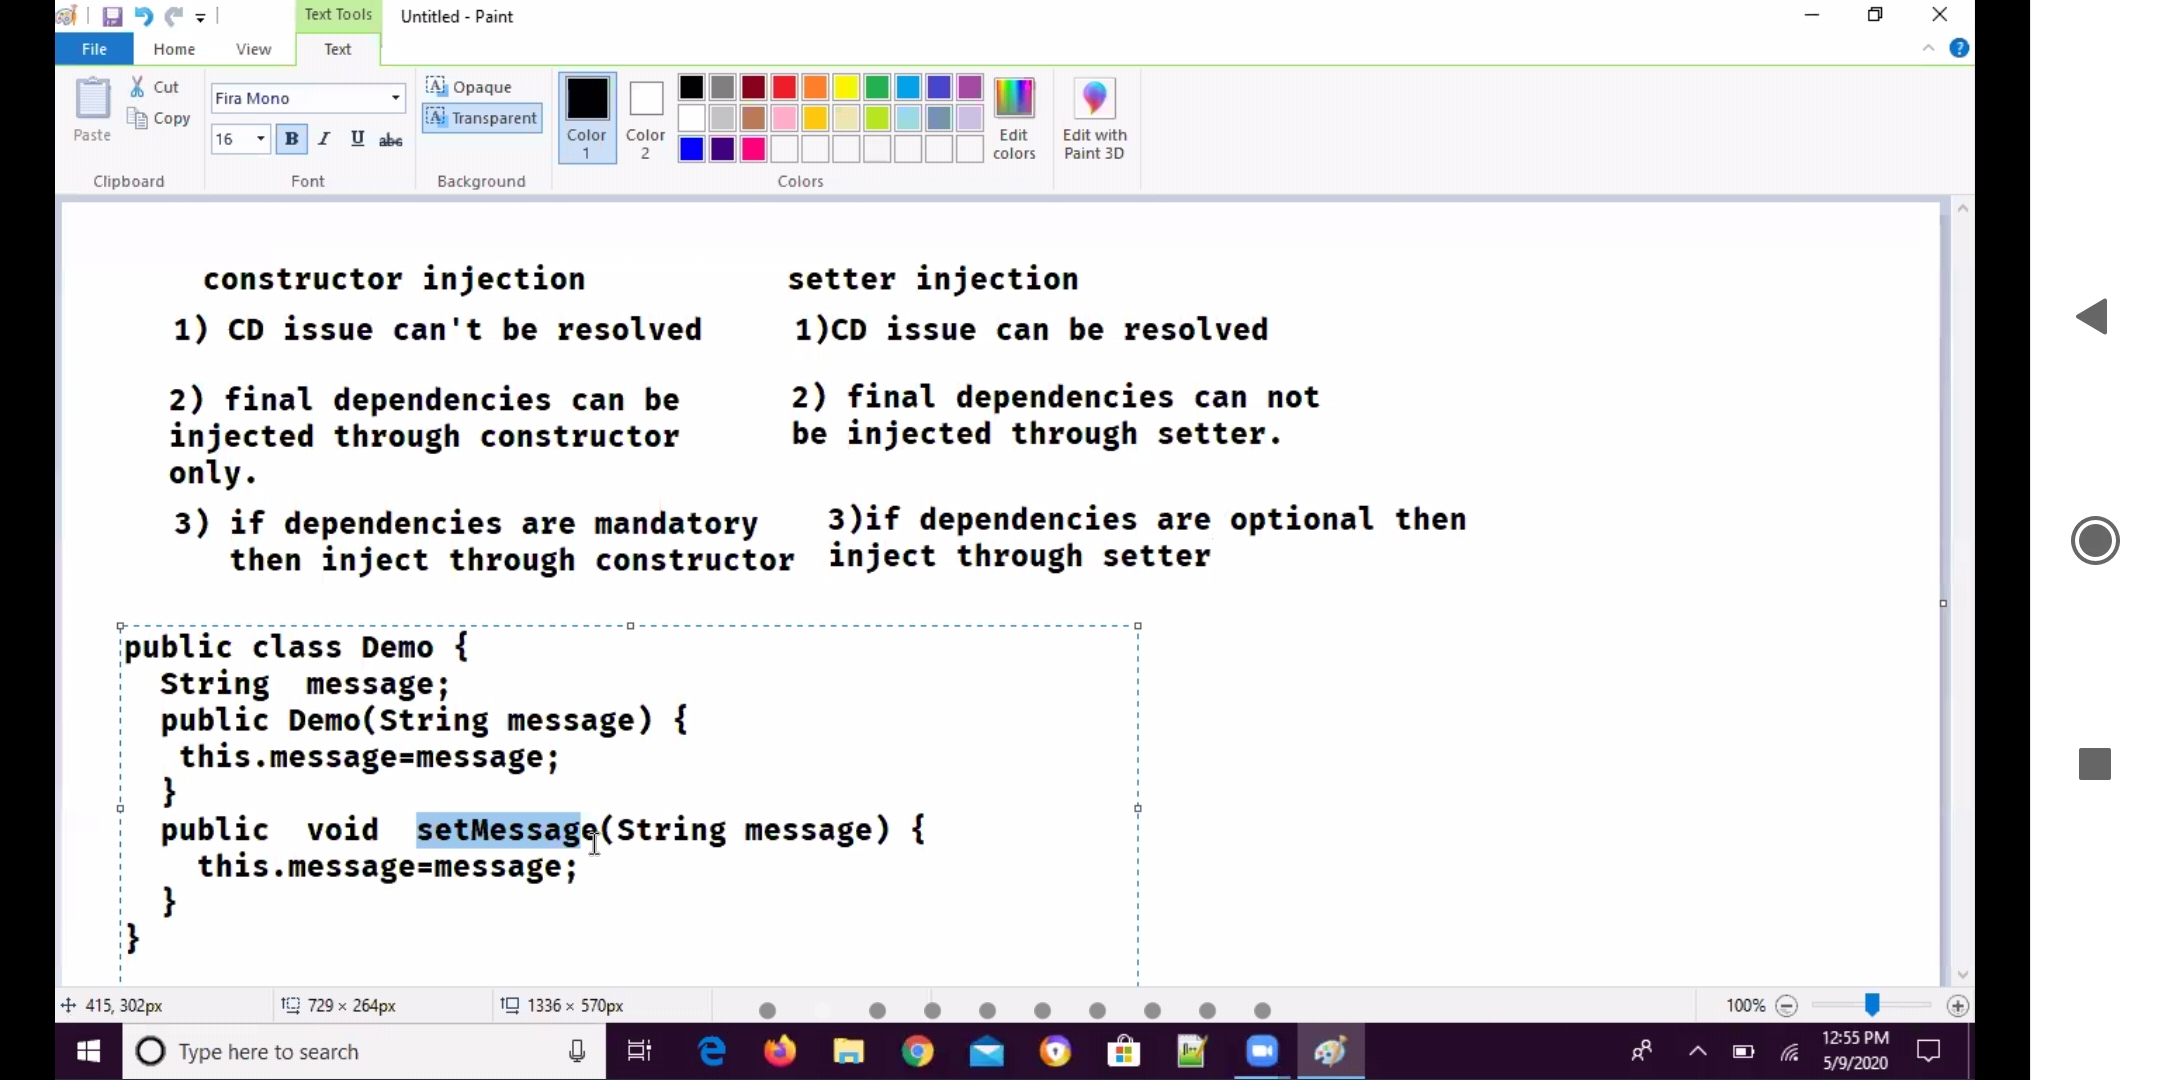 Text Tools
Untitled - Paint
File Home View Text
Paste
Cut
Copy
Clipboard
Fira Mono
16 B I U abc
Font
Opaque
Transparent
Background
Color 1
Color 2
Colors
Edit colors
Edit with Paint 3D
constructor injection
setter injection
1) CD issue can't be resolved
1)CD issue can be resolved
2) final dependencies can be
injected through constructor
only.
2) final dependencies can not
be injected through setter.
3) if dependencies are mandatory
then inject through constructor
3)if dependencies are optional then
inject through setter
public class Demo {
String message;
public Demo(String message) {
this.message=message;
}
public void setMessage(String message) {
this.message=message;
}
}
415, 302px
729 × 264px
1336 × 570px
100%
Type here to search
12:55 PM
5/9/2020